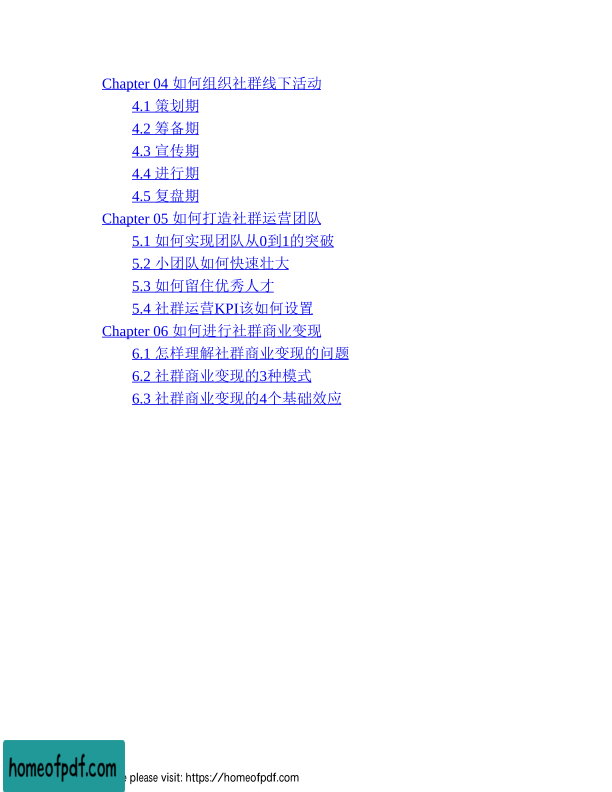 Chapter 04 如何组织社群线下活动
4.1 策划期
4.2 筹备期
4.3 宣传期
4.4 进行期
4.5 复盘期
Chapter 05 如何打造社群运营团队
5.1 如何实现团队从0到1的突破
5.2 小团队如何快速壮大
5.3 如何留住优秀人才
5.4 社群运营KPI该如何设置
Chapter 06 如何进行社群商业变现
6.1 怎样理解社群商业变现的问题
6.2 社群商业变现的3种模式
6.3 社群商业变现的4个基础效应
homeofpdf.com
please visit: https://homeofpdf.com